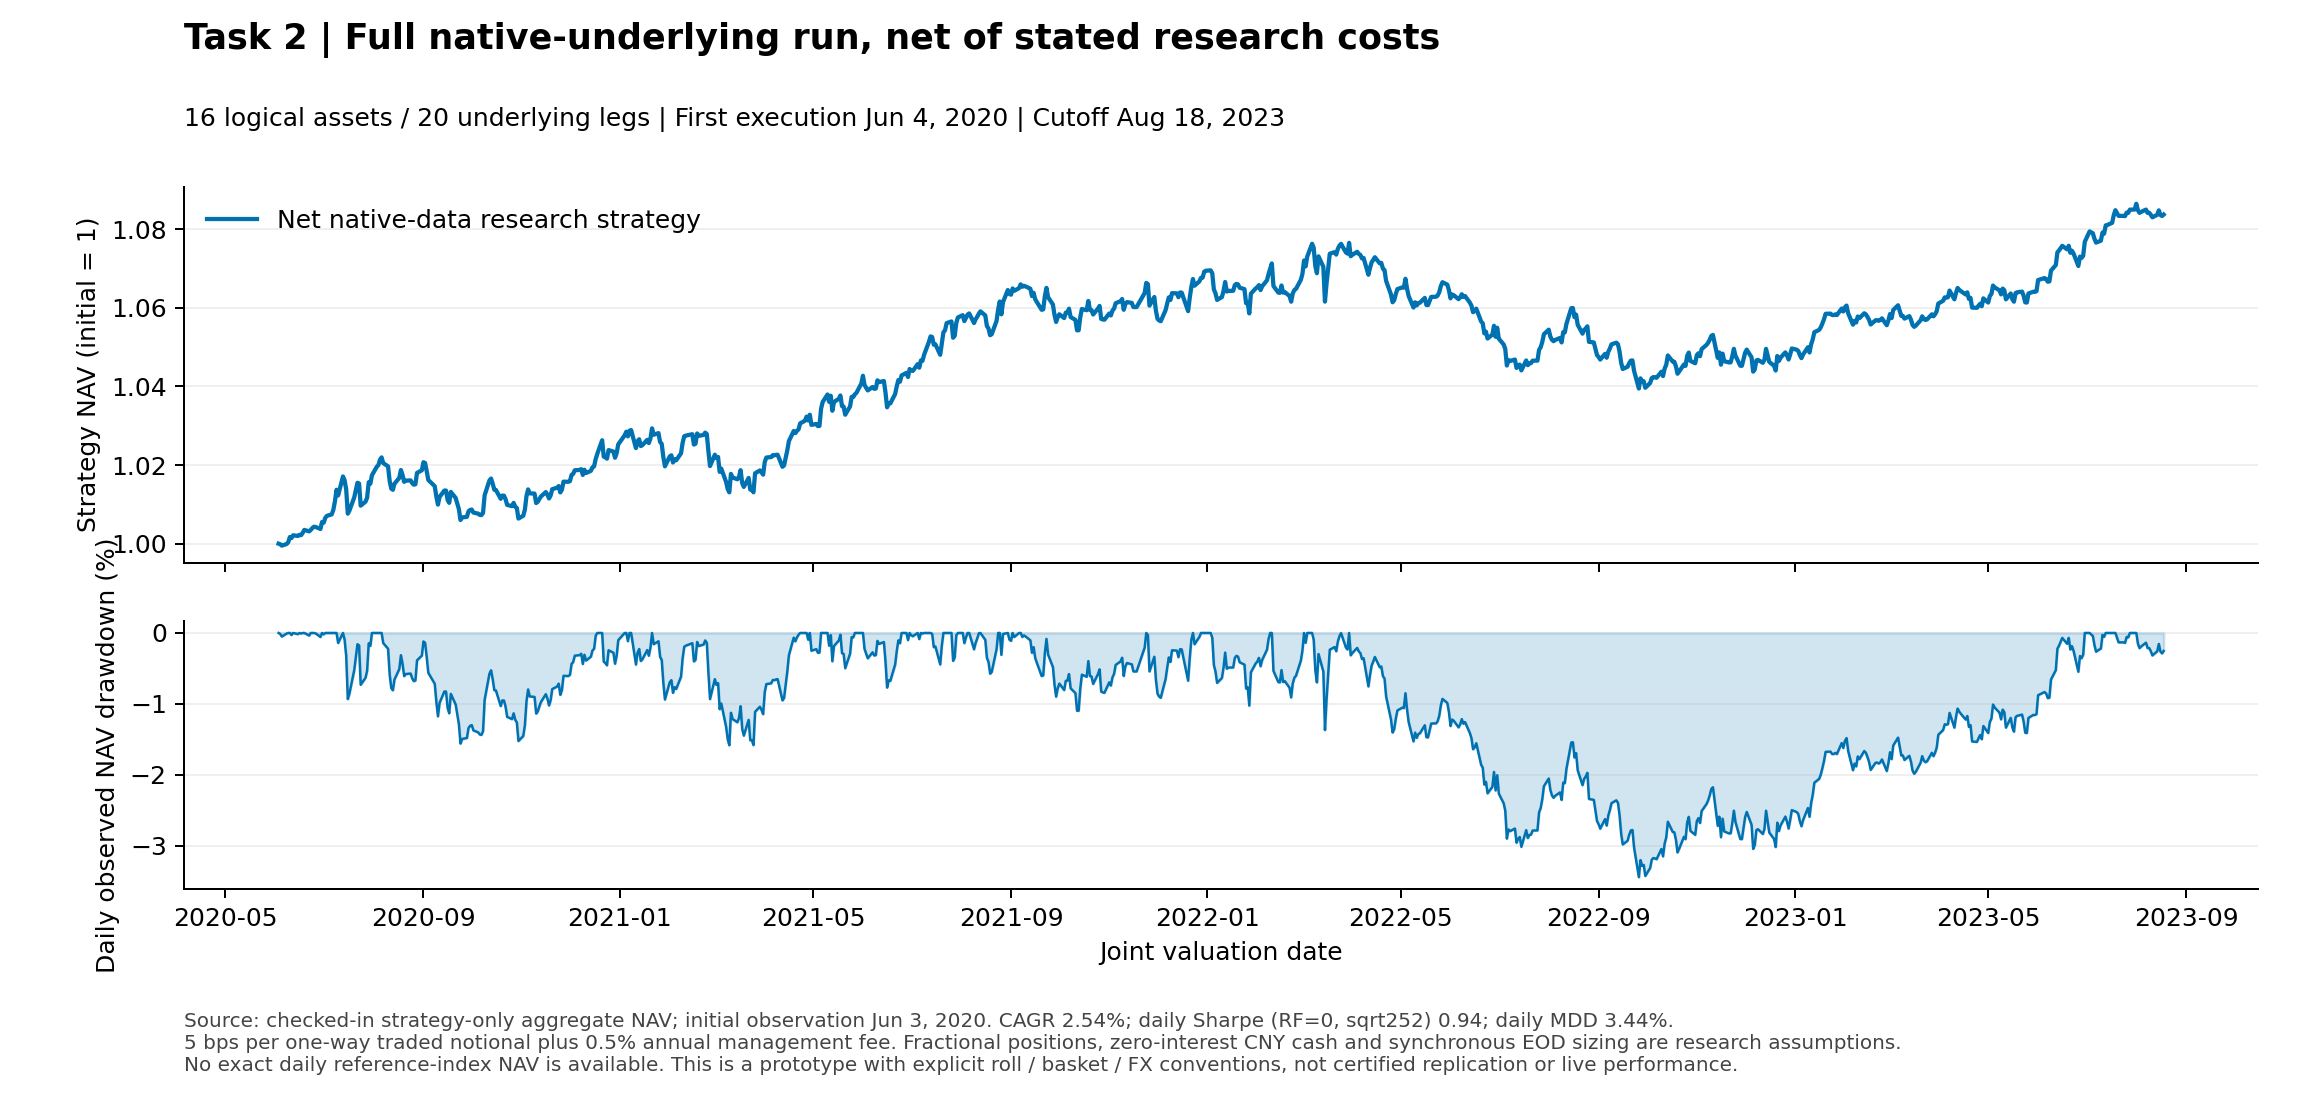 Task 2 | Full native-underlying run, net of stated research costs
16 logical assets / 20 underlying legs | First execution Jun 4, 2020 | Cutoff Aug 18, 2023
Strategy NAV (initial = 1)
Net native-data research strategy
1.08
1.06
1.04
1.02
1.00
Daily observed NAV drawdown (%)
0
−1
−2
−3
2020-05 2020-09 2021-01 2021-05 2021-09 2022-01 2022-05 2022-09 2023-01 2023-05 2023-09
Joint valuation date
Source: checked-in strategy-only aggregate NAV; initial observation Jun 3, 2020. CAGR 2.54%; daily Sharpe (RF=0, sqrt252) 0.94; daily MDD 3.44%.
5 bps per one-way traded notional plus 0.5% annual management fee. Fractional positions, zero-interest CNY cash and synchronous EOD sizing are research assumptions.
No exact daily reference-index NAV is available. This is a prototype with explicit roll / basket / FX conventions, not certified replication or live performance.